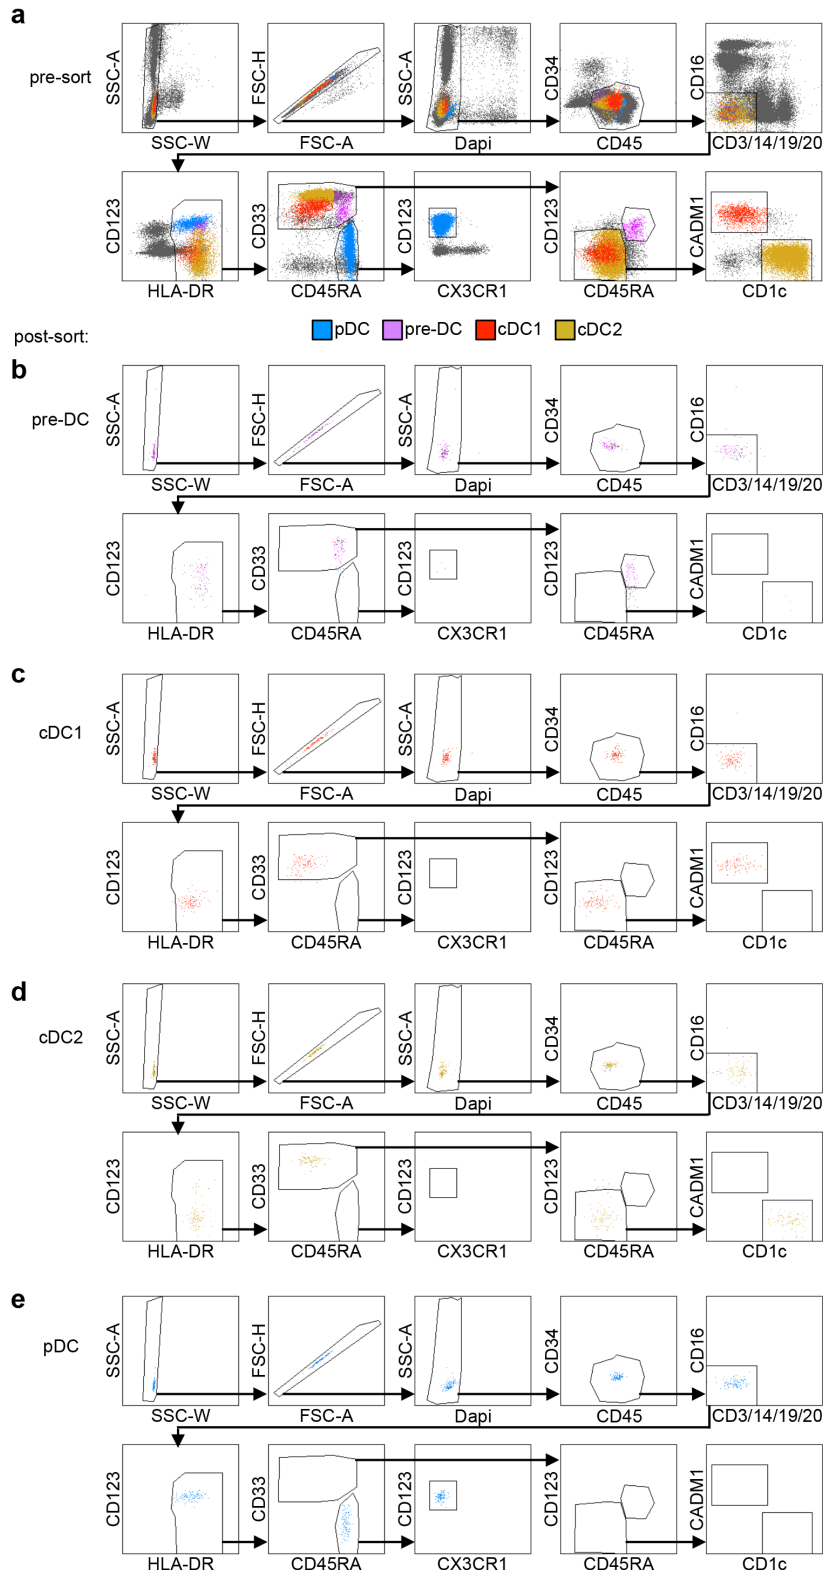 a
pre-sort
SSC-A FSC-H SSC-A CD34 CD16
SSC-W FSC-A Dapi CD45 CD3/14/19/20
CD123 CD33 CD123 CD123 CADM1
HLA-DR CD45RA CX3CR1 CD45RA CD1c
post-sort: pDC pre-DC cDC1 cDC2
b
pre-DC
SSC-A FSC-H SSC-A CD34 CD16
SSC-W FSC-A Dapi CD45 CD3/14/19/20
CD123 CD33 CD123 CD123 CADM1
HLA-DR CD45RA CX3CR1 CD45RA CD1c
c
cDC1
SSC-A FSC-H SSC-A CD34 CD16
SSC-W FSC-A Dapi CD45 CD3/14/19/20
CD123 CD33 CD123 CD123 CADM1
HLA-DR CD45RA CX3CR1 CD45RA CD1c
d
cDC2
SSC-A FSC-H SSC-A CD34 CD16
SSC-W FSC-A Dapi CD45 CD3/14/19/20
CD123 CD33 CD123 CD123 CADM1
HLA-DR CD45RA CX3CR1 CD45RA CD1c
e
pDC
SSC-A FSC-H SSC-A CD34 CD16
SSC-W FSC-A Dapi CD45 CD3/14/19/20
CD123 CD33 CD123 CD123 CADM1
HLA-DR CD45RA CX3CR1 CD45RA CD1c